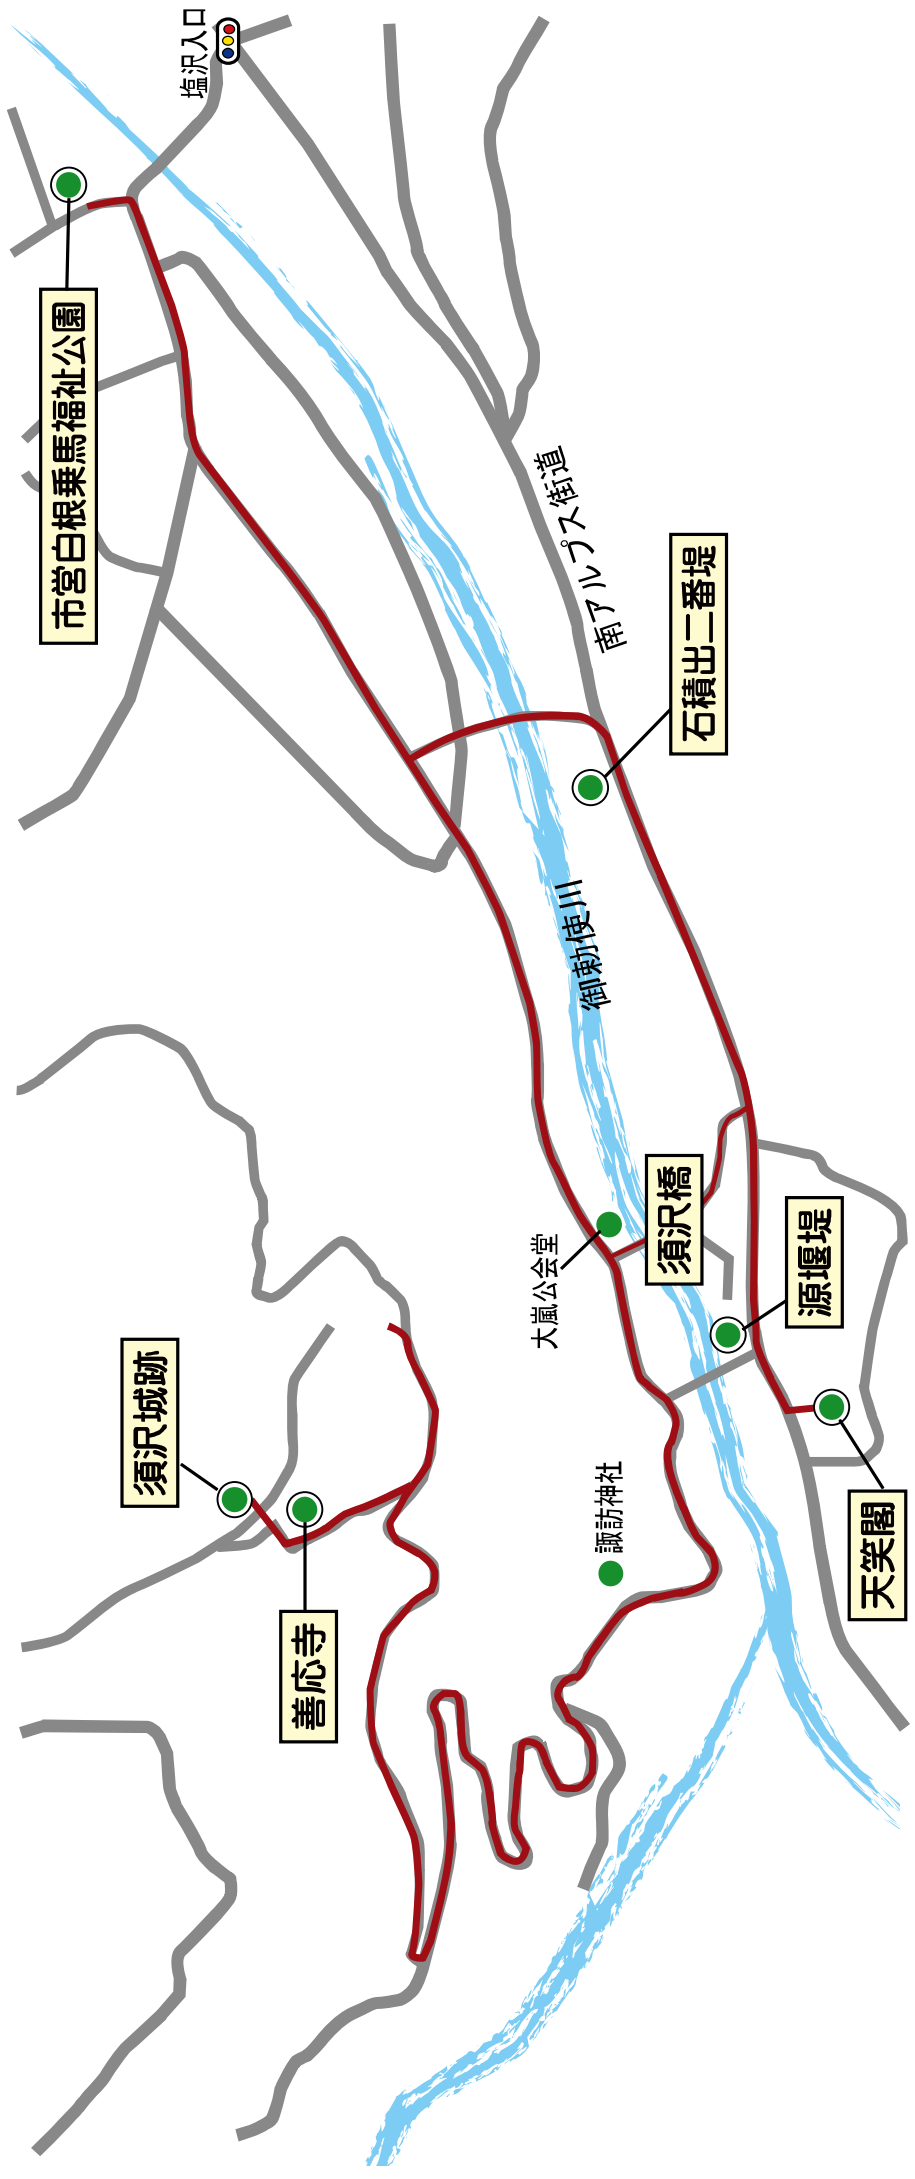 塩沢入口
市営白根乗馬福祉公園
南アルプス街道
石積出二番堤
御勅使川
須沢橋
大嵐公会堂
源堰堤
須沢城跡
諏訪神社
天笑閣
善応寺